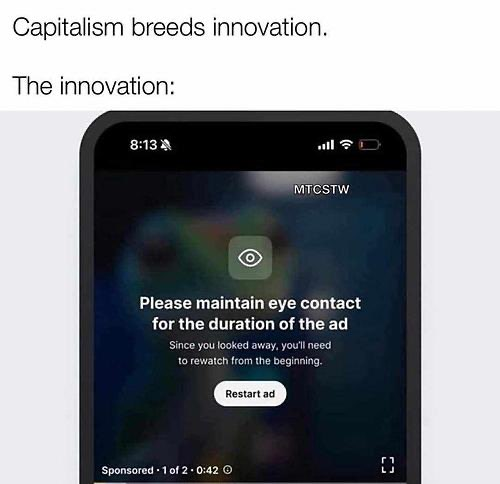 Capitalism breeds innovation.
The innovation:
8:13
MTCSTW
Please maintain eye contact
for the duration of the ad
Since you looked away, you'll need
to rewatch from the beginning.
Restart ad
Sponsored · 1 of 2 · 0:42